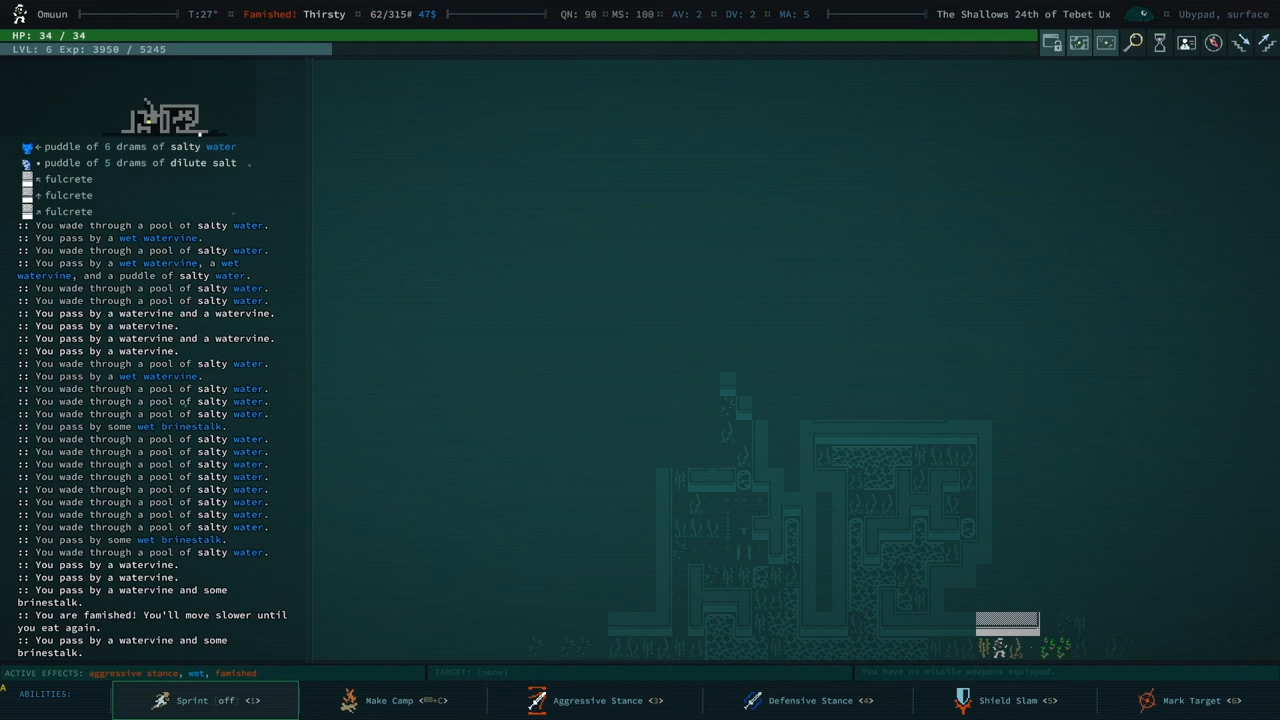 Omuun T:27° Famished! Thirsty 62/315# 47$ QN: 90 MS: 100 AV: 2 DV: 2 MA: 5 The Shallows 24th of Tebet Ux Ubypad, surface
HP: 34 / 34
LVL: 6 Exp: 3950 / 5245
puddle of 6 drams of salty water
puddle of 5 drams of dilute salt
fulcrete
fulcrete
fulcrete
:: You wade through a pool of salty water.
:: You pass by a wet watervine.
:: You wade through a pool of salty water.
:: You pass by a wet watervine, a wet
watervine, and a puddle of salty water.
:: You wade through a pool of salty water.
:: You wade through a pool of salty water.
:: You pass by a watervine and a watervine.
:: You pass by a watervine.
:: You pass by a watervine and a watervine.
:: You pass by a watervine.
:: You wade through a pool of salty water.
:: You pass by a wet watervine.
:: You wade through a pool of salty water.
:: You wade through a pool of salty water.
:: You wade through a pool of salty water.
:: You pass by some wet brinestalk.
:: You wade through a pool of salty water.
:: You wade through a pool of salty water.
:: You wade through a pool of salty water.
:: You wade through a pool of salty water.
:: You wade through a pool of salty water.
:: You wade through a pool of salty water.
:: You wade through a pool of salty water.
:: You wade through a pool of salty water.
:: You pass by some wet brinestalk.
:: You wade through a pool of salty water.
:: You pass by a watervine.
:: You pass by a watervine.
:: You pass by a watervine and some
brinestalk.
:: You are famished! You'll move slower until
you eat again.
:: You pass by a watervine and some
brinestalk.
ACTIVE EFFECTS: aggressive stance, wet, famished TARGET: [none] You have no missile weapons equipped.
A
ABILITIES: Sprint [off] <1> Make Camp <C> Aggressive Stance <3> Defensive Stance <4> Shield Slam <5> Mark Target <6>